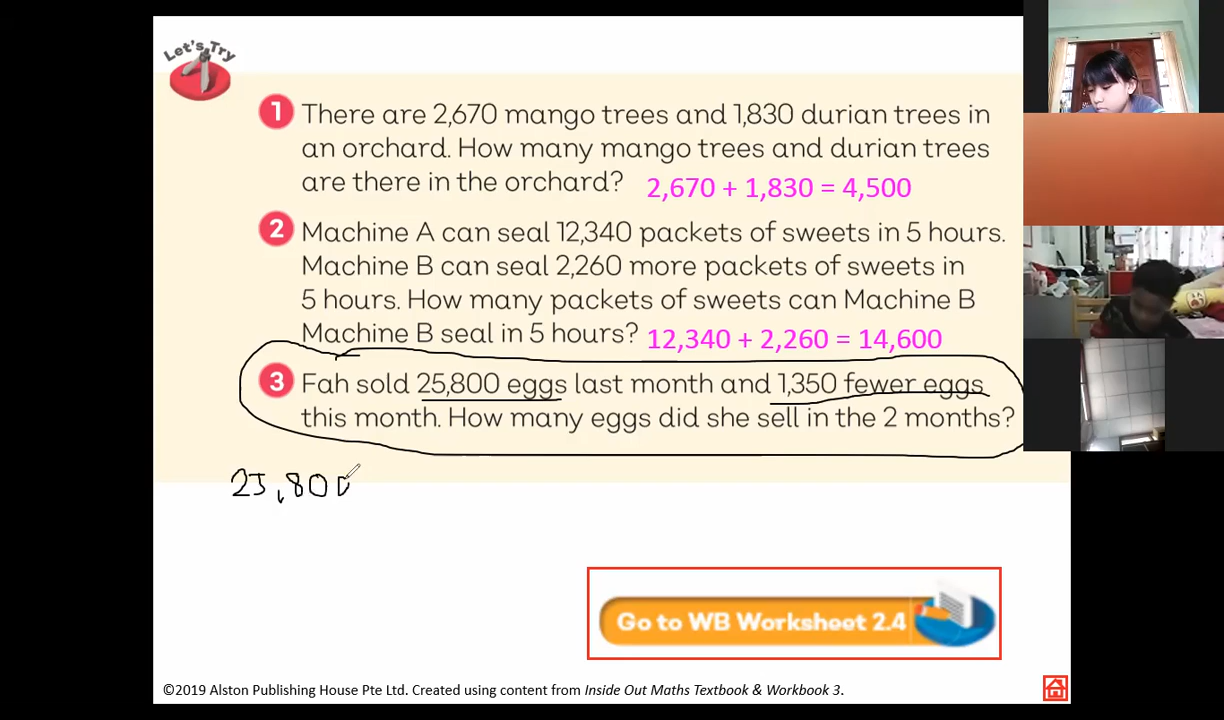 Let's Try
1 There are 2,670 mango trees and 1,830 durian trees in
an orchard. How many mango trees and durian trees
are there in the orchard? 2,670 + 1,830 = 4,500
2 Machine A can seal 12,340 packets of sweets in 5 hours.
Machine B can seal 2,260 more packets of sweets in
5 hours. How many packets of sweets can Machine B
Machine B seal in 5 hours? 12,340 + 2,260 = 14,600
3 Fah sold 25,800 eggs last month and 1,350 fewer eggs
this month. How many eggs did she sell in the 2 months?
25,800
Go to WB Worksheet 2.4
©2019 Alston Publishing House Pte Ltd. Created using content from Inside Out Maths Textbook & Workbook 3.